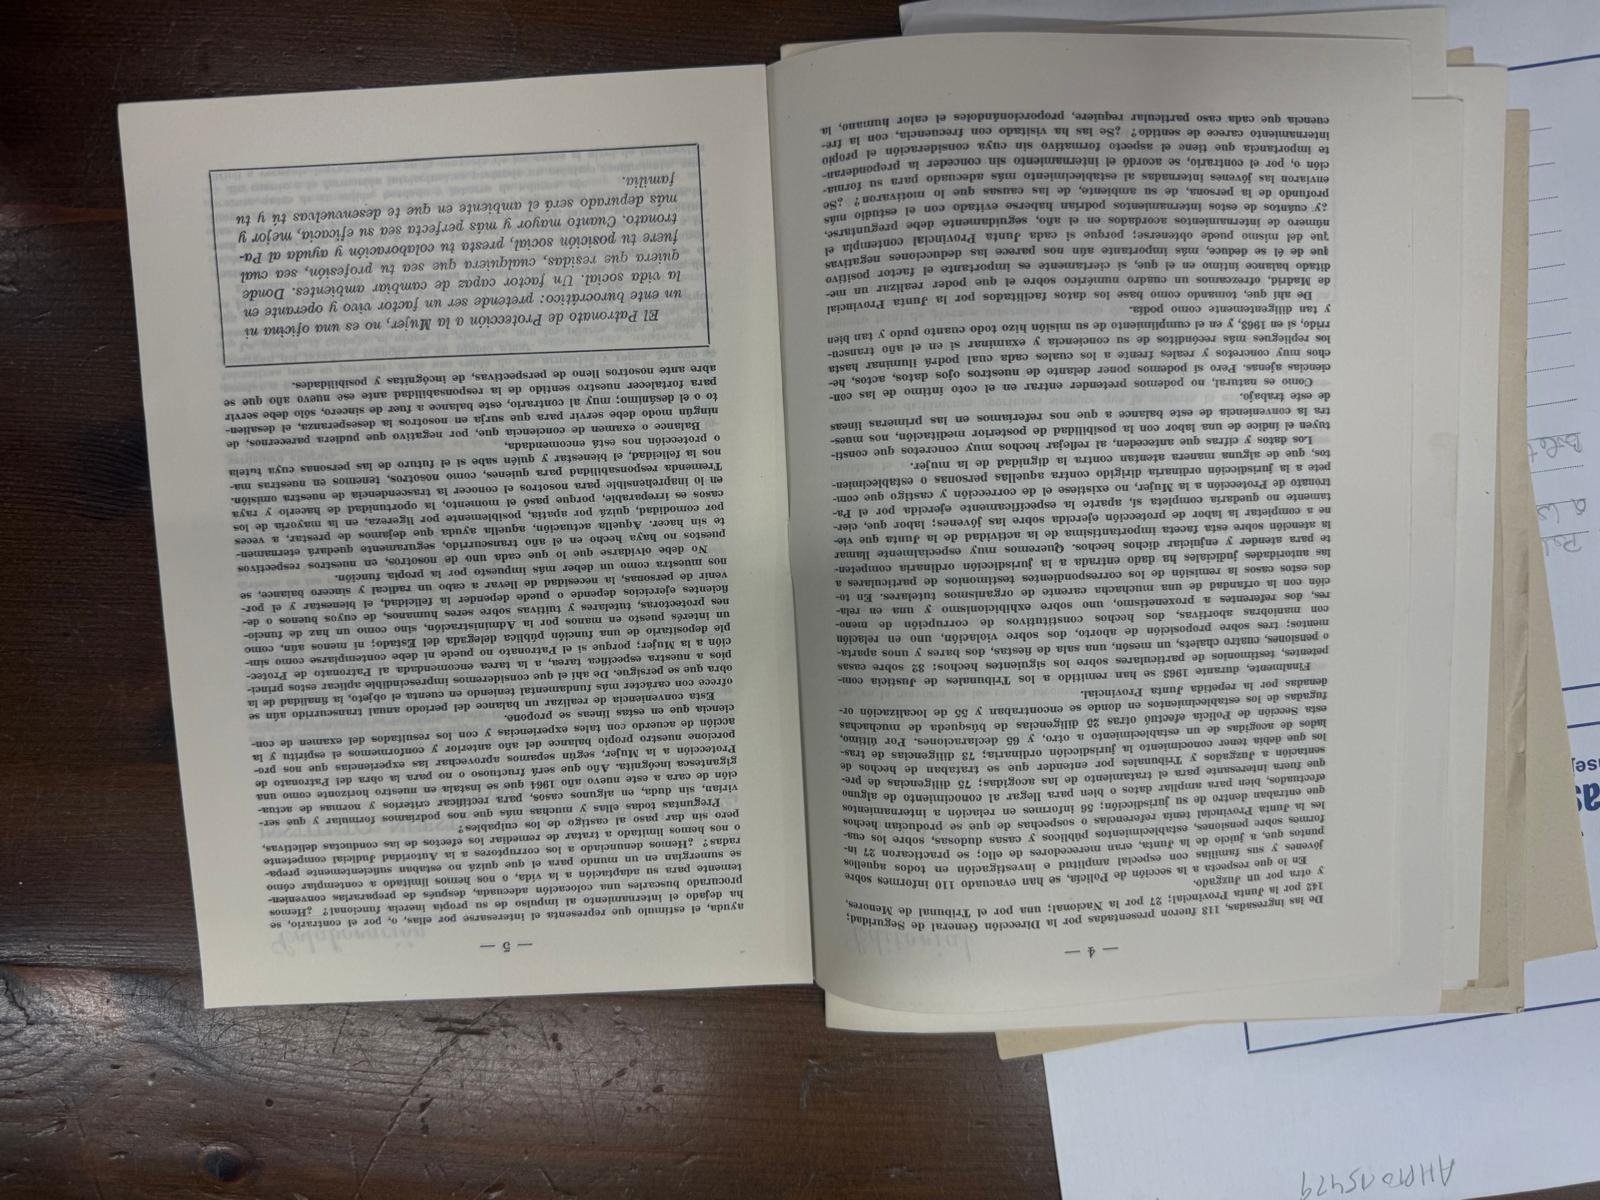 — 4 —
De las ingresadas, 118 fueron presentadas por la Dirección General de Seguridad;
142 por la Junta Provincial; 27 por la Nacional; una por el Tribunal de Menores,
y otra por un Juzgado.
En lo que respecta a la sección de Policía, se han evacuado 110 informes sobre
jóvenes y sus familias con especial amplitud e investigación en todos aquellos
puntos que, a juicio de la Junta, eran merecedores de ello; se practicaron 27 in-
formes sobre pensiones, establecimientos públicos y casas dudosas, sobre los cua-
les la Junta Provincial tenía referencias o sospechas de que se producían hechos
que entraban dentro de su jurisdicción; 56 informes en relación a internamientos
efectuados, bien para ampliar datos o bien para llegar al conocimiento de alguno
que fuera interesante para el tratamiento de las acogidas; 75 diligencias de pre-
sentación a Juzgados y Tribunales por entender que se trataban de hechos de
los que debía tener conocimiento la jurisdicción ordinaria; 73 diligencias de tras-
lados de acogidas de un establecimiento a otro, y 65 declaraciones. Por último,
esta Sección de Policía efectuó otras 25 diligencias de búsqueda de muchachas
fugadas de los establecimientos en donde se encontraban y 55 de localización or-
denadas por la repetida Junta Provincial.
Finalmente, durante 1963 se han remitido a los Tribunales de Justicia com-
petentes, testimonios de particulares sobre los siguientes hechos: 32 sobre casas
o pensiones, cuatro chalets, un mesón, una sala de fiestas, dos bares y unos aparta-
mentos; tres sobre proposición de aborto, dos sobre violación, uno en relación
con maniobras abortivas, dos hechos constitutivos de corrupción de meno-
res, dos referentes a proxenetismo, uno sobre exhibicionismo y una en rela-
ción con la orfandad de una muchacha carente de organismos tutelares. En to-
dos estos casos la remisión de los correspondientes testimonios de particulares a
las autoridades judiciales ha dado entrada a la jurisdicción ordinaria competen-
te para atender y enjuiciar dichos hechos. Queremos muy especialmente llamar
la atención sobre esta faceta importantísima de la actividad de la Junta que vie-
ne a completar la labor de protección ejercida sobre las jóvenes; labor que, cier-
tamente no quedaría completa si, aparte la específicamente ejercida por el Pa-
tronato de Protección a la Mujer, no existiese el de corrección y castigo que com-
pete a la jurisdicción ordinaria dirigido contra aquellas personas o establecimien-
tos, que de alguna manera atentan contra la dignidad de la mujer.
Los datos y cifras que anteceden, al reflejar hechos muy concretos que consti-
tuyen el índice de una labor con la posibilidad de posterior meditación, nos mues-
tra la conveniencia de este balance a que nos referíamos en las primeras líneas
de este trabajo.
Como es natural, no podemos pretender entrar en el coto íntimo de las con-
ciencias ajenas. Pero sí podemos poner delante de nuestros ojos datos, actos, he-
chos muy concretos y reales frente a los cuales cada cual podrá iluminar hasta
los repliegues más recónditos de su conciencia y examinar si en el año transcu-
rrido, si en 1963, y en el cumplimiento de su misión hizo todo cuanto pudo y tan bien
y tan diligentemente como podía.
De ahí que, tomando como base los datos facilitados por la Junta Provincial
de Madrid, ofrezcamos un cuadro numérico sobre el que poder realizar un me-
ditado balance íntimo en el que, si ciertamente es importante el factor positivo
que de él se deduce, más importante aún nos parece las deducciones negativas
que del mismo puede obtenerse; porque si cada Junta Provincial contempla el
número de internamientos acordados en el año, seguidamente debe preguntarse,
¿y cuántos de estos internamientos podrían haberse evitado con el estudio más
profundo de la persona, de su ambiente, de las causas que lo motivaron? ¿Se
enviaron las jóvenes internadas al establecimiento más adecuado para su forma-
ción o, por el contrario, se acordó el internamiento sin conceder la preponderan-
te importancia que tiene el aspecto formativo sin cuya consideración el propio
internamiento carece de sentido? ¿Se las ha visitado con frecuencia, con la fre-
cuencia que cada caso particular requiere, proporcionándoles el calor humano, la
— 5 —
ayuda, el estímulo que representa el interesarse por ellas, o, por el contrario, se
ha dejado el internamiento al impulso de su propia inercia funcional? ¿Hemos
procurado buscarles una colocación adecuada, después de prepararlas convenien-
temente para su adaptación a la vida, o nos hemos limitado a contemplar cómo
se sumergían en un mundo para el que quizá no estaban suficientemente prepa-
radas? ¿Hemos denunciado a los corruptores a la Autoridad Judicial competente
o nos hemos limitado a tratar de remediar los efectos de las conductas delictivas,
pero sin dar paso al castigo de los culpables?
Preguntas todas ellas y muchas más que nos podríamos formular y que ser-
virían, sin duda, en algunos casos, para rectificar criterios y normas de actua-
ción de cara a este nuevo año 1964 que se instala en nuestro horizonte como una
gigantesca incógnita. Año que será fructuoso o no para la obra del Patronato de
Protección a la Mujer, según sepamos aprovechar las experiencias que nos pro-
porcione nuestro propio balance del año anterior y conformemos el espíritu y la
acción de acuerdo con tales experiencias y con los resultados del examen de con-
ciencia que en estas líneas se propone.
Esta conveniencia de realizar un balance del período anual transcurrido aún se
ofrece con carácter más fundamental teniendo en cuenta el objeto, la finalidad de la
obra que se persigue. De ahí el que consideremos imprescindible aplicar estos princi-
pios a nuestra específica tarea, a la tarea encomendada al Patronato de Protec-
ción a la Mujer; porque si el Patronato no puede ni debe contemplarse como sim-
ple depositario de una función pública delegada del Estado; ni menos aún, como
un interés puesto en manos por la Administración, sino como un haz de funcio-
nes protectoras, tutelares y tuitivas sobre seres humanos, de cuyos buenos o de-
ficientes ejercicios depende o puede depender la felicidad, el bienestar y el por-
venir de personas, la necesidad de llevar a cabo un radical y sincero balance, se
nos muestra como un deber más impuesto por la propia función.
No debe olvidarse que lo que cada uno de nosotros, en nuestros respectivos
puestos no haya hecho en el año transcurrido, seguramente quedará eternamen-
te sin hacer. Aquella actuación, aquella ayuda que dejamos de prestar, a veces
por comodidad, quizá por apatía, posiblemente por ligereza, en la mayoría de los
casos es irreparable, porque pasó el momento, la oportunidad de hacerlo y raya
en lo inaprehensible para nosotros el conocer la trascendencia de nuestra omisión.
Tremenda responsabilidad para quienes, como nosotros, tenemos en nuestras ma-
nos la felicidad, el bienestar y quién sabe si el futuro de las personas cuya tutela
o protección nos está encomendada.
Balance o examen de conciencia que, por negativo que pudiera parecernos, de
ningún modo debe servir para que surja en nosotros la desesperanza, el desalien-
to o el desánimo; muy al contrario, este balance a fuer de sincero, sólo debe servir
para fortalecer nuestro sentido de la responsabilidad ante ese nuevo año que se
abre ante nosotros lleno de perspectivas, de incógnitas y posibilidades.
El Patronato de Protección a la Mujer, no es una oficina ni
un ente burocrático: pretende ser un factor vivo y operante en
la vida social. Un factor capaz de cambiar ambientes. Donde
quiera que residas, cualquiera que sea tu profesión, sea cual
fuere tu posición social, presta tu colaboración y ayuda al Pa-
tronato. Cuanto mayor y más perfecta sea su eficacia, mejor y
más depurado será el ambiente en que te desenvuelvas tú y tu
familia.